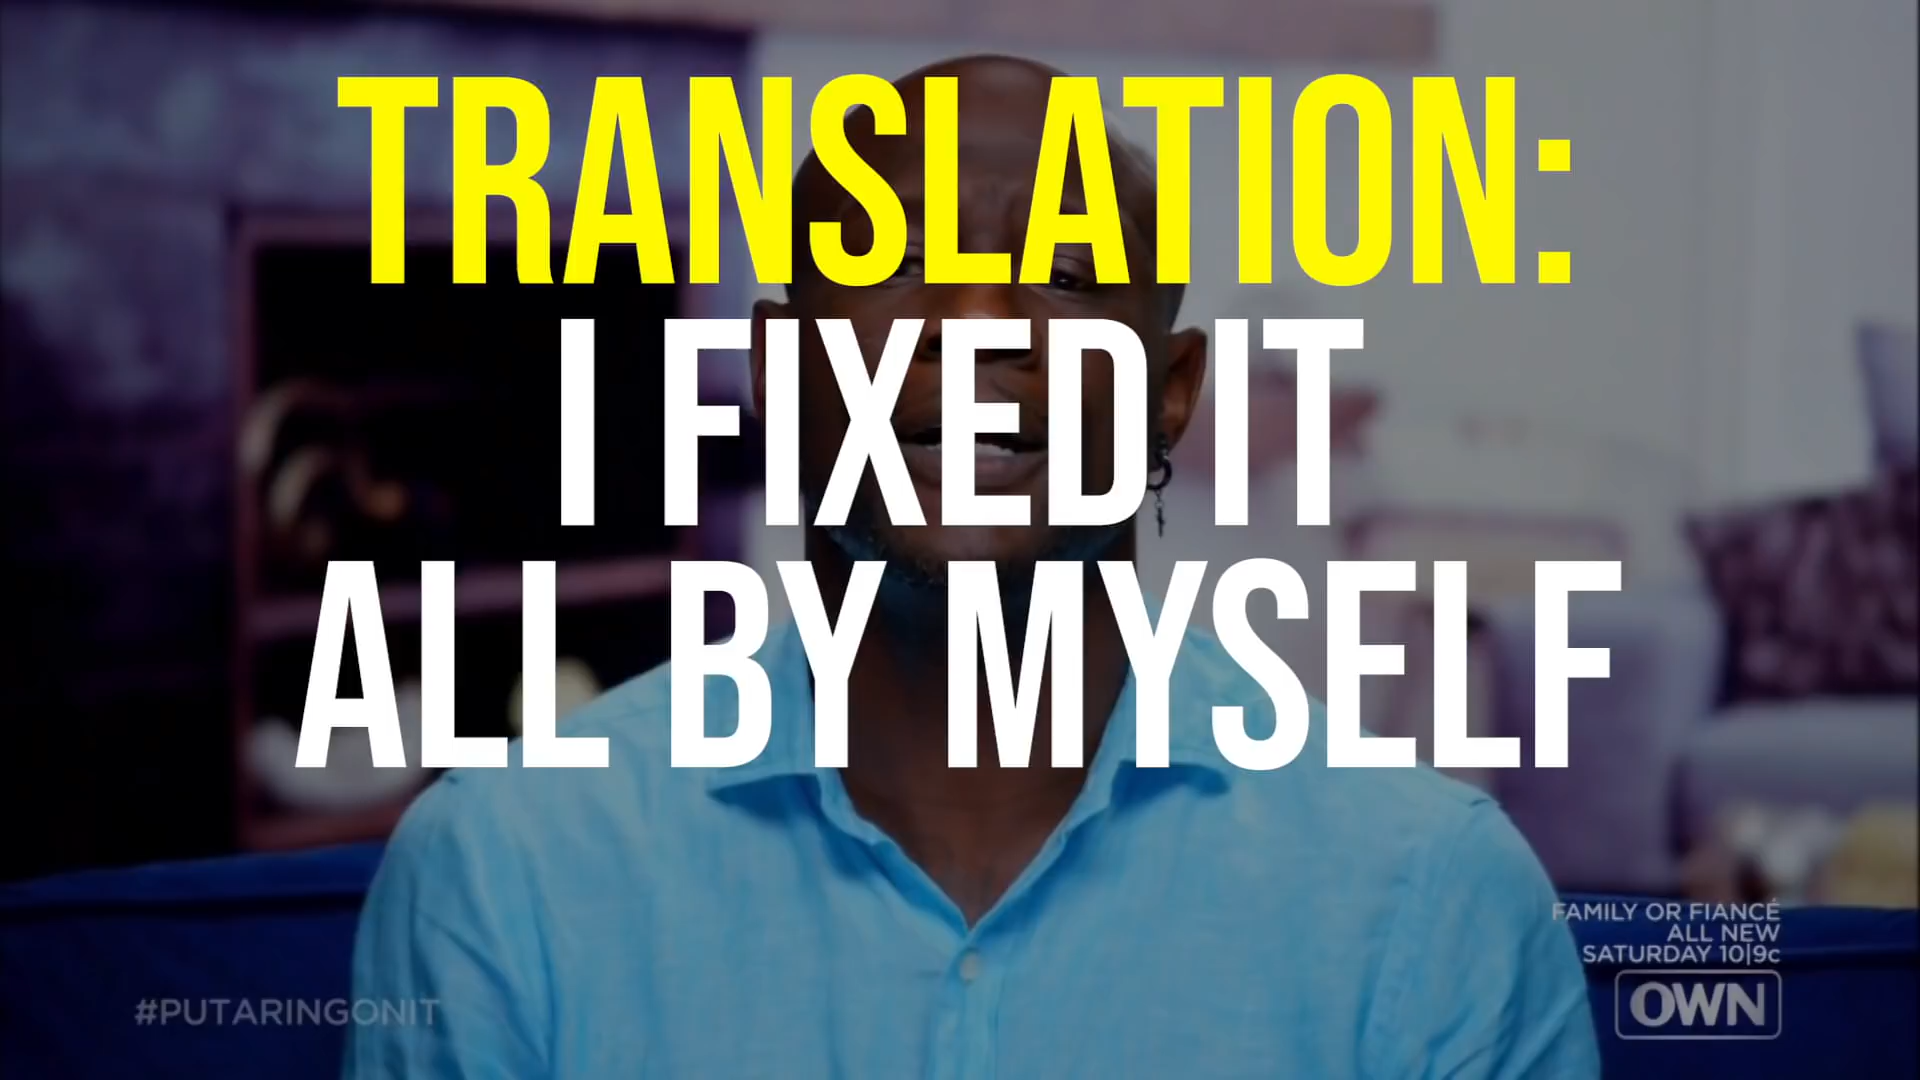 TRANSLATION:
I FIXED IT
ALL BY MYSELF
FAMILY OR FIANCÉ
ALL NEW
SATURDAY 10|9c
#PUTARINGONIT
OWN